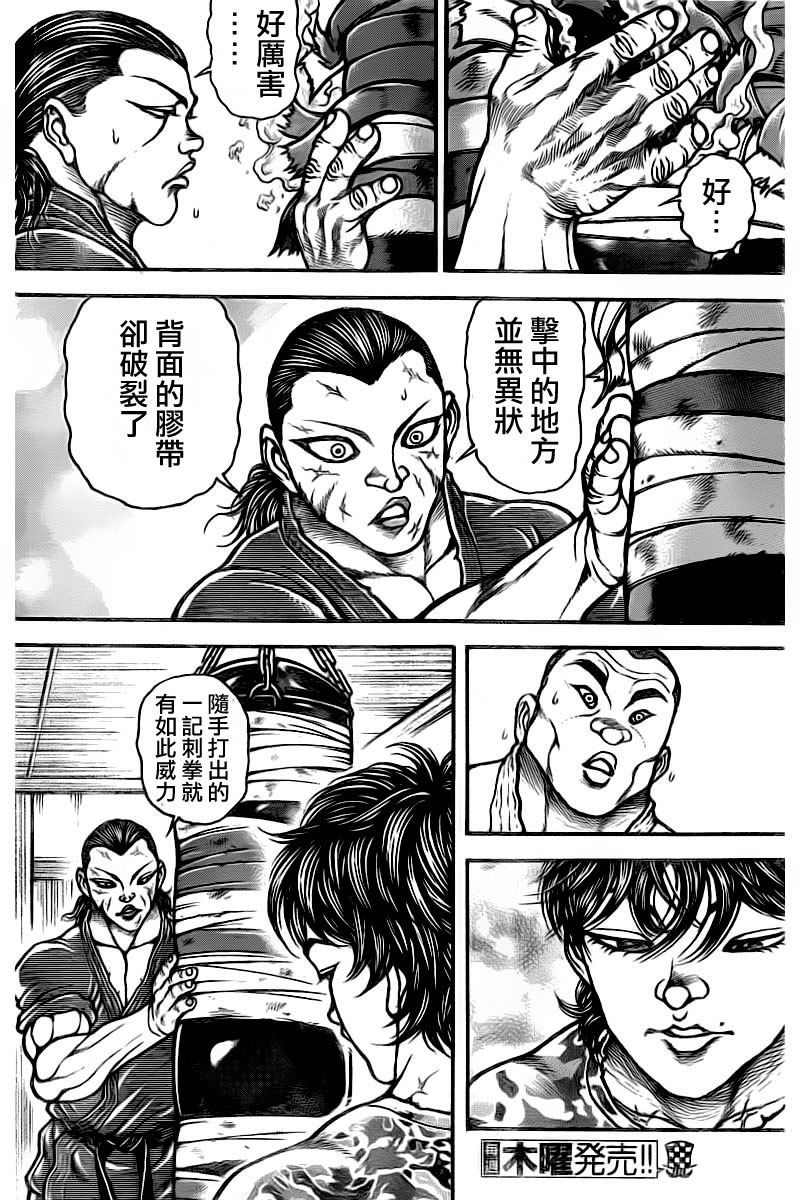 好…
好厲害
……
擊中的地方
並無異狀
背面的膠帶
卻破裂了
隨手打出的
一記刺拳就
有如此威力
木曜発売!!